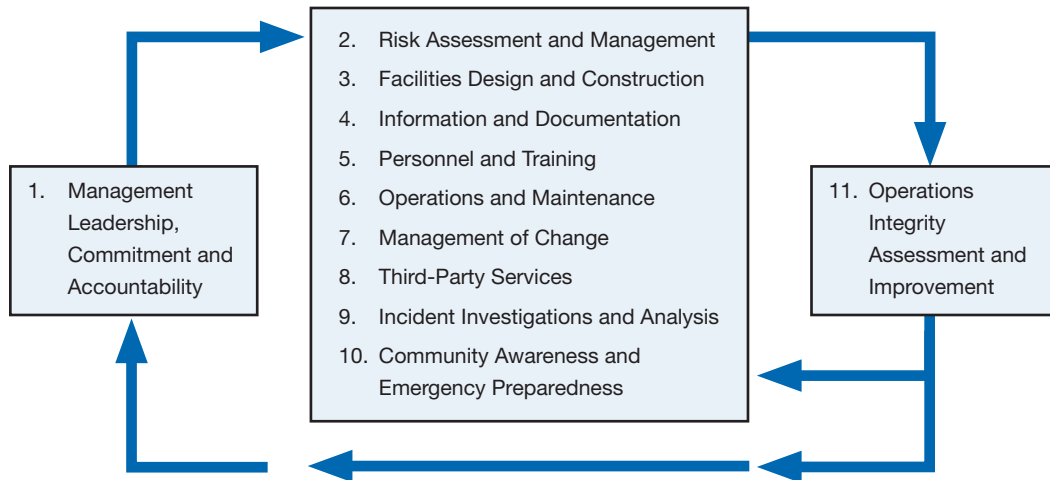 1. Management
Leadership,
Commitment and
Accountability
2. Risk Assessment and Management
3. Facilities Design and Construction
4. Information and Documentation
5. Personnel and Training
6. Operations and Maintenance
7. Management of Change
8. Third-Party Services
9. Incident Investigations and Analysis
10. Community Awareness and
Emergency Preparedness
11. Operations
Integrity
Assessment and
Improvement